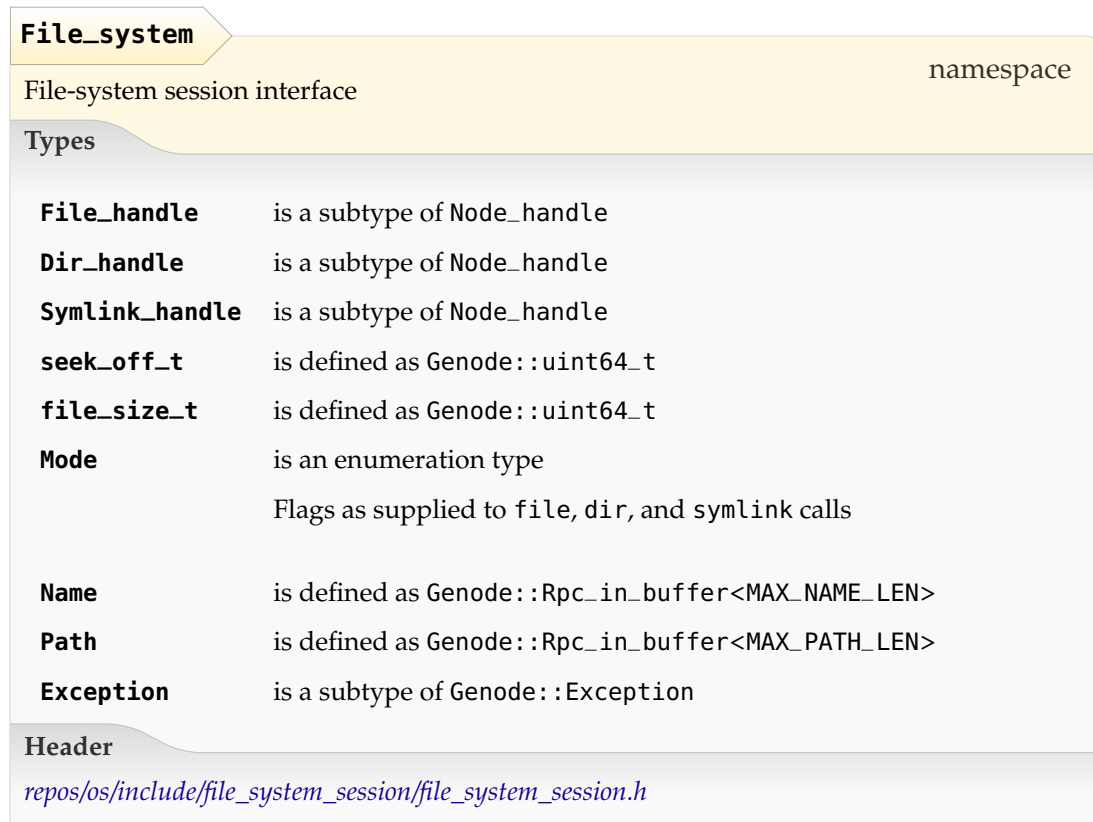 File_system
namespace
File-system session interface
Types
File_handle is a subtype of Node_handle
Dir_handle is a subtype of Node_handle
Symlink_handle is a subtype of Node_handle
seek_off_t is defined as Genode::uint64_t
file_size_t is defined as Genode::uint64_t
Mode is an enumeration type
Flags as supplied to file, dir, and symlink calls
Name is defined as Genode::Rpc_in_buffer<MAX_NAME_LEN>
Path is defined as Genode::Rpc_in_buffer<MAX_PATH_LEN>
Exception is a subtype of Genode::Exception
Header
repos/os/include/file_system_session/file_system_session.h